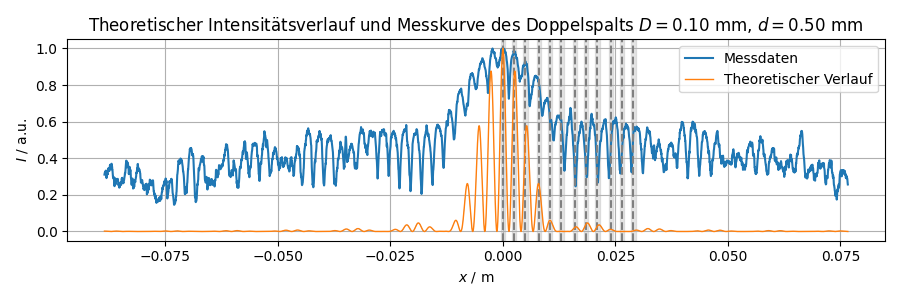 Theoretischer Intensitätsverlauf und Messkurve des Doppelspalts D = 0.10 mm, d = 0.50 mm
Messdaten
Theoretischer Verlauf
I / a.u.
1.0
0.8
0.6
0.4
0.2
0.0
−0.075
−0.050
−0.025
0.000
0.025
0.050
0.075
x / m